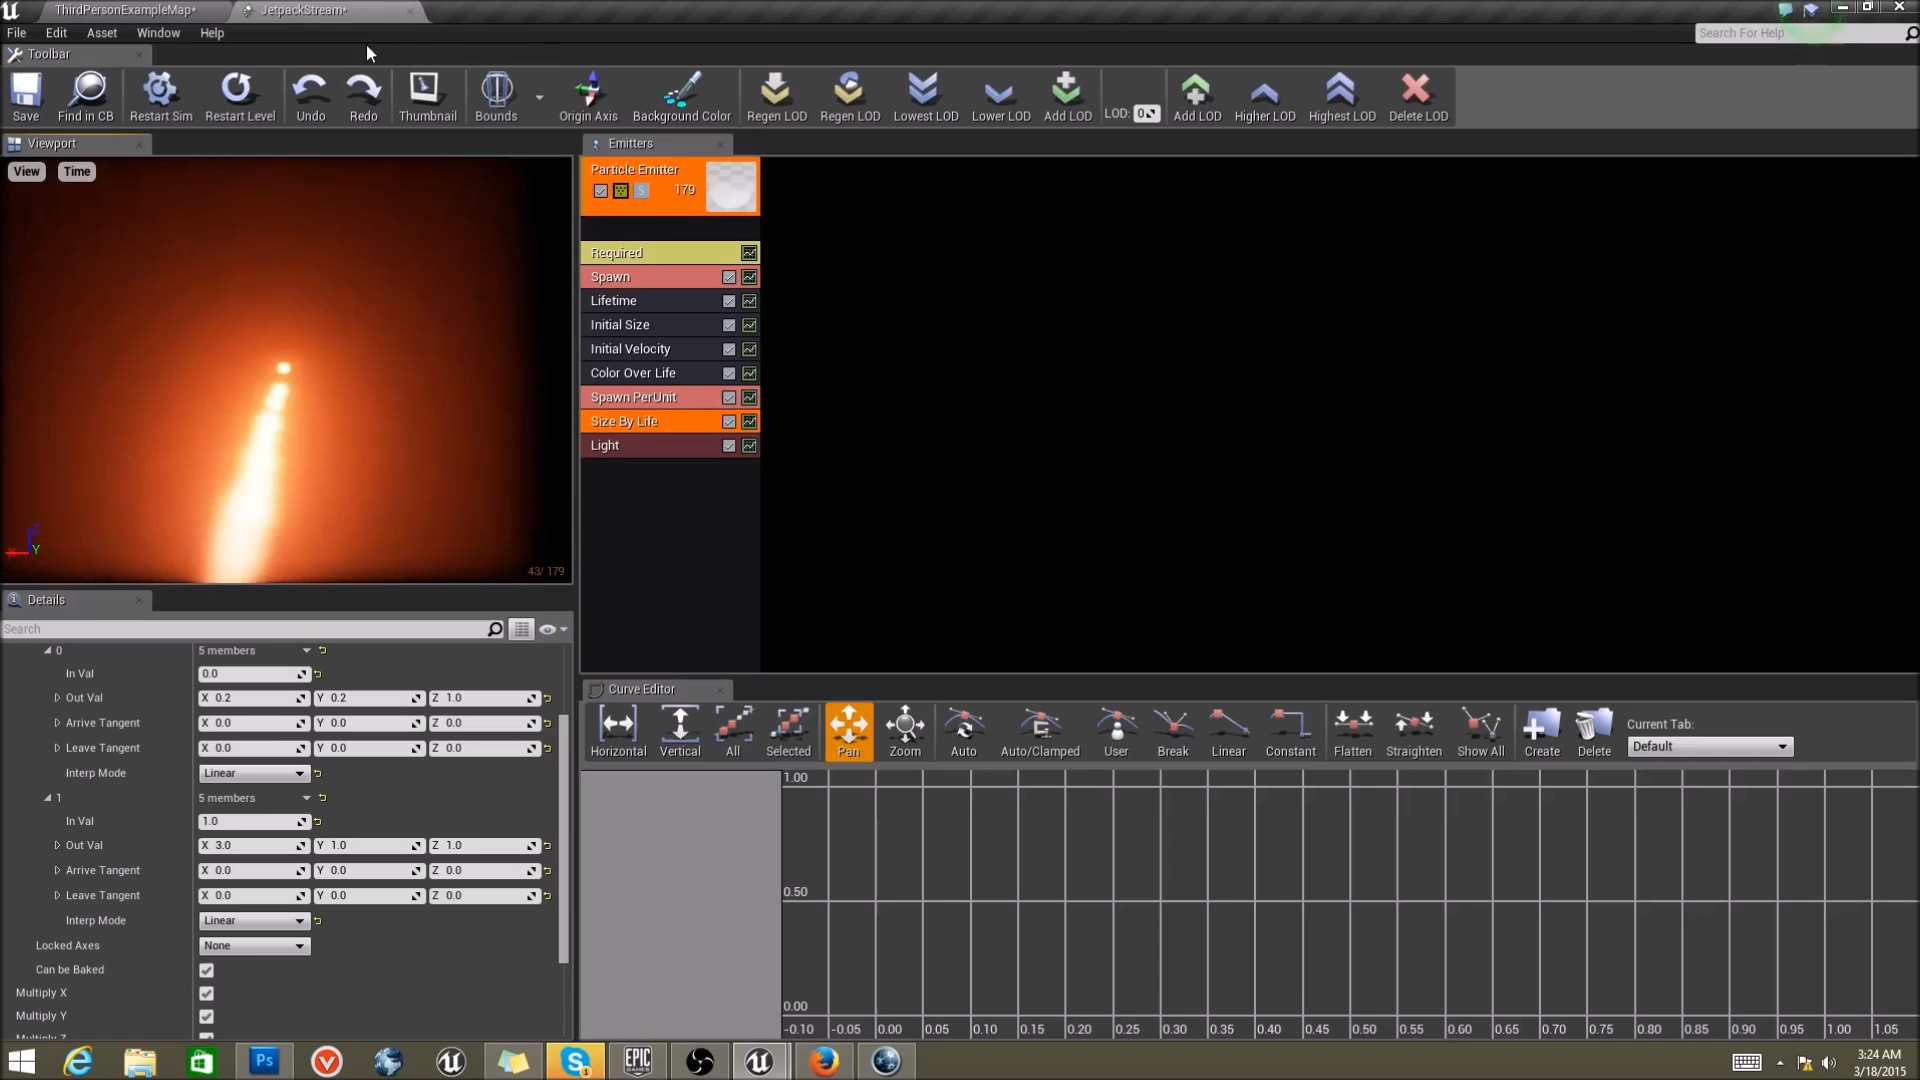 ThirdPersonExampleMap*
JetpackStream*
File Edit Asset Window Help
Search For Help
Toolbar
Save Find in CB Restart Sim Restart Level Undo Redo Thumbnail Bounds Origin Axis Background Color Regen LOD Regen LOD Lowest LOD Lower LOD Add LOD LOD: 0 Add LOD Higher LOD Highest LOD Delete LOD
Viewport
View Time
X
Z
Y
43/ 179
Emitters
Particle Emitter
S 179
Required
Spawn
Lifetime
Initial Size
Initial Velocity
Color Over Life
Spawn PerUnit
Size By Life
Light
Details
Search
0 5 members
In Val 0.0
Out Val X 0.2 Y 0.2 Z 1.0
Arrive Tangent X 0.0 Y 0.0 Z 0.0
Leave Tangent X 0.0 Y 0.0 Z 0.0
Interp Mode Linear
1 5 members
In Val 1.0
Out Val X 3.0 Y 1.0 Z 1.0
Arrive Tangent X 0.0 Y 0.0 Z 0.0
Leave Tangent X 0.0 Y 0.0 Z 0.0
Interp Mode Linear
Locked Axes None
Can be Baked
Multiply X
Multiply Y
Multiply Z
Curve Editor
Horizontal Vertical All Selected Pan Zoom Auto Auto/Clamped User Break Linear Constant Flatten Straighten Show All Create Delete
Current Tab:
Default
1.00
0.50
0.00
-0.10 -0.05 0.00 0.05 0.10 0.15 0.20 0.25 0.30 0.35 0.40 0.45 0.50 0.55 0.60 0.65 0.70 0.75 0.80 0.85 0.90 0.95 1.00 1.05
Ps
EPIC
GAMES
3:24 AM
3/18/2015